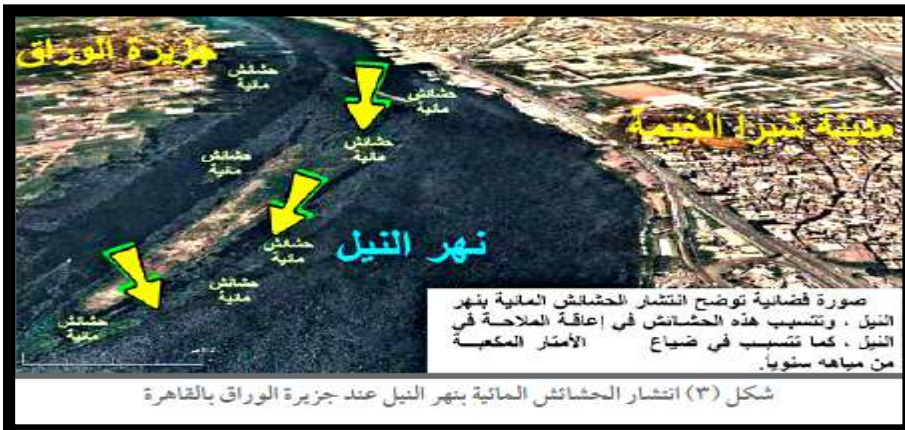 جزيرة الوراق
حشائش
مائية
حشائش
مائية
مدينة شبرا الخيمة
حشائش
مائية
حشائش
مائية
نهر النيل
حشائش
مائية
حشائش
مائية
حشائش
مائية
صورة فضائية توضح انتشار الحشائش المائية بنهر
النيل ، وتتسبب هذه الحشائش في إعاقة الملاحة في
النيل ، كما تتسبب في ضياع الأمتار المكعبة
من مياهه سنوياً.
شكل (٣) انتشار الحشائش المائية بنهر النيل عند جزيرة الوراق بالقاهرة